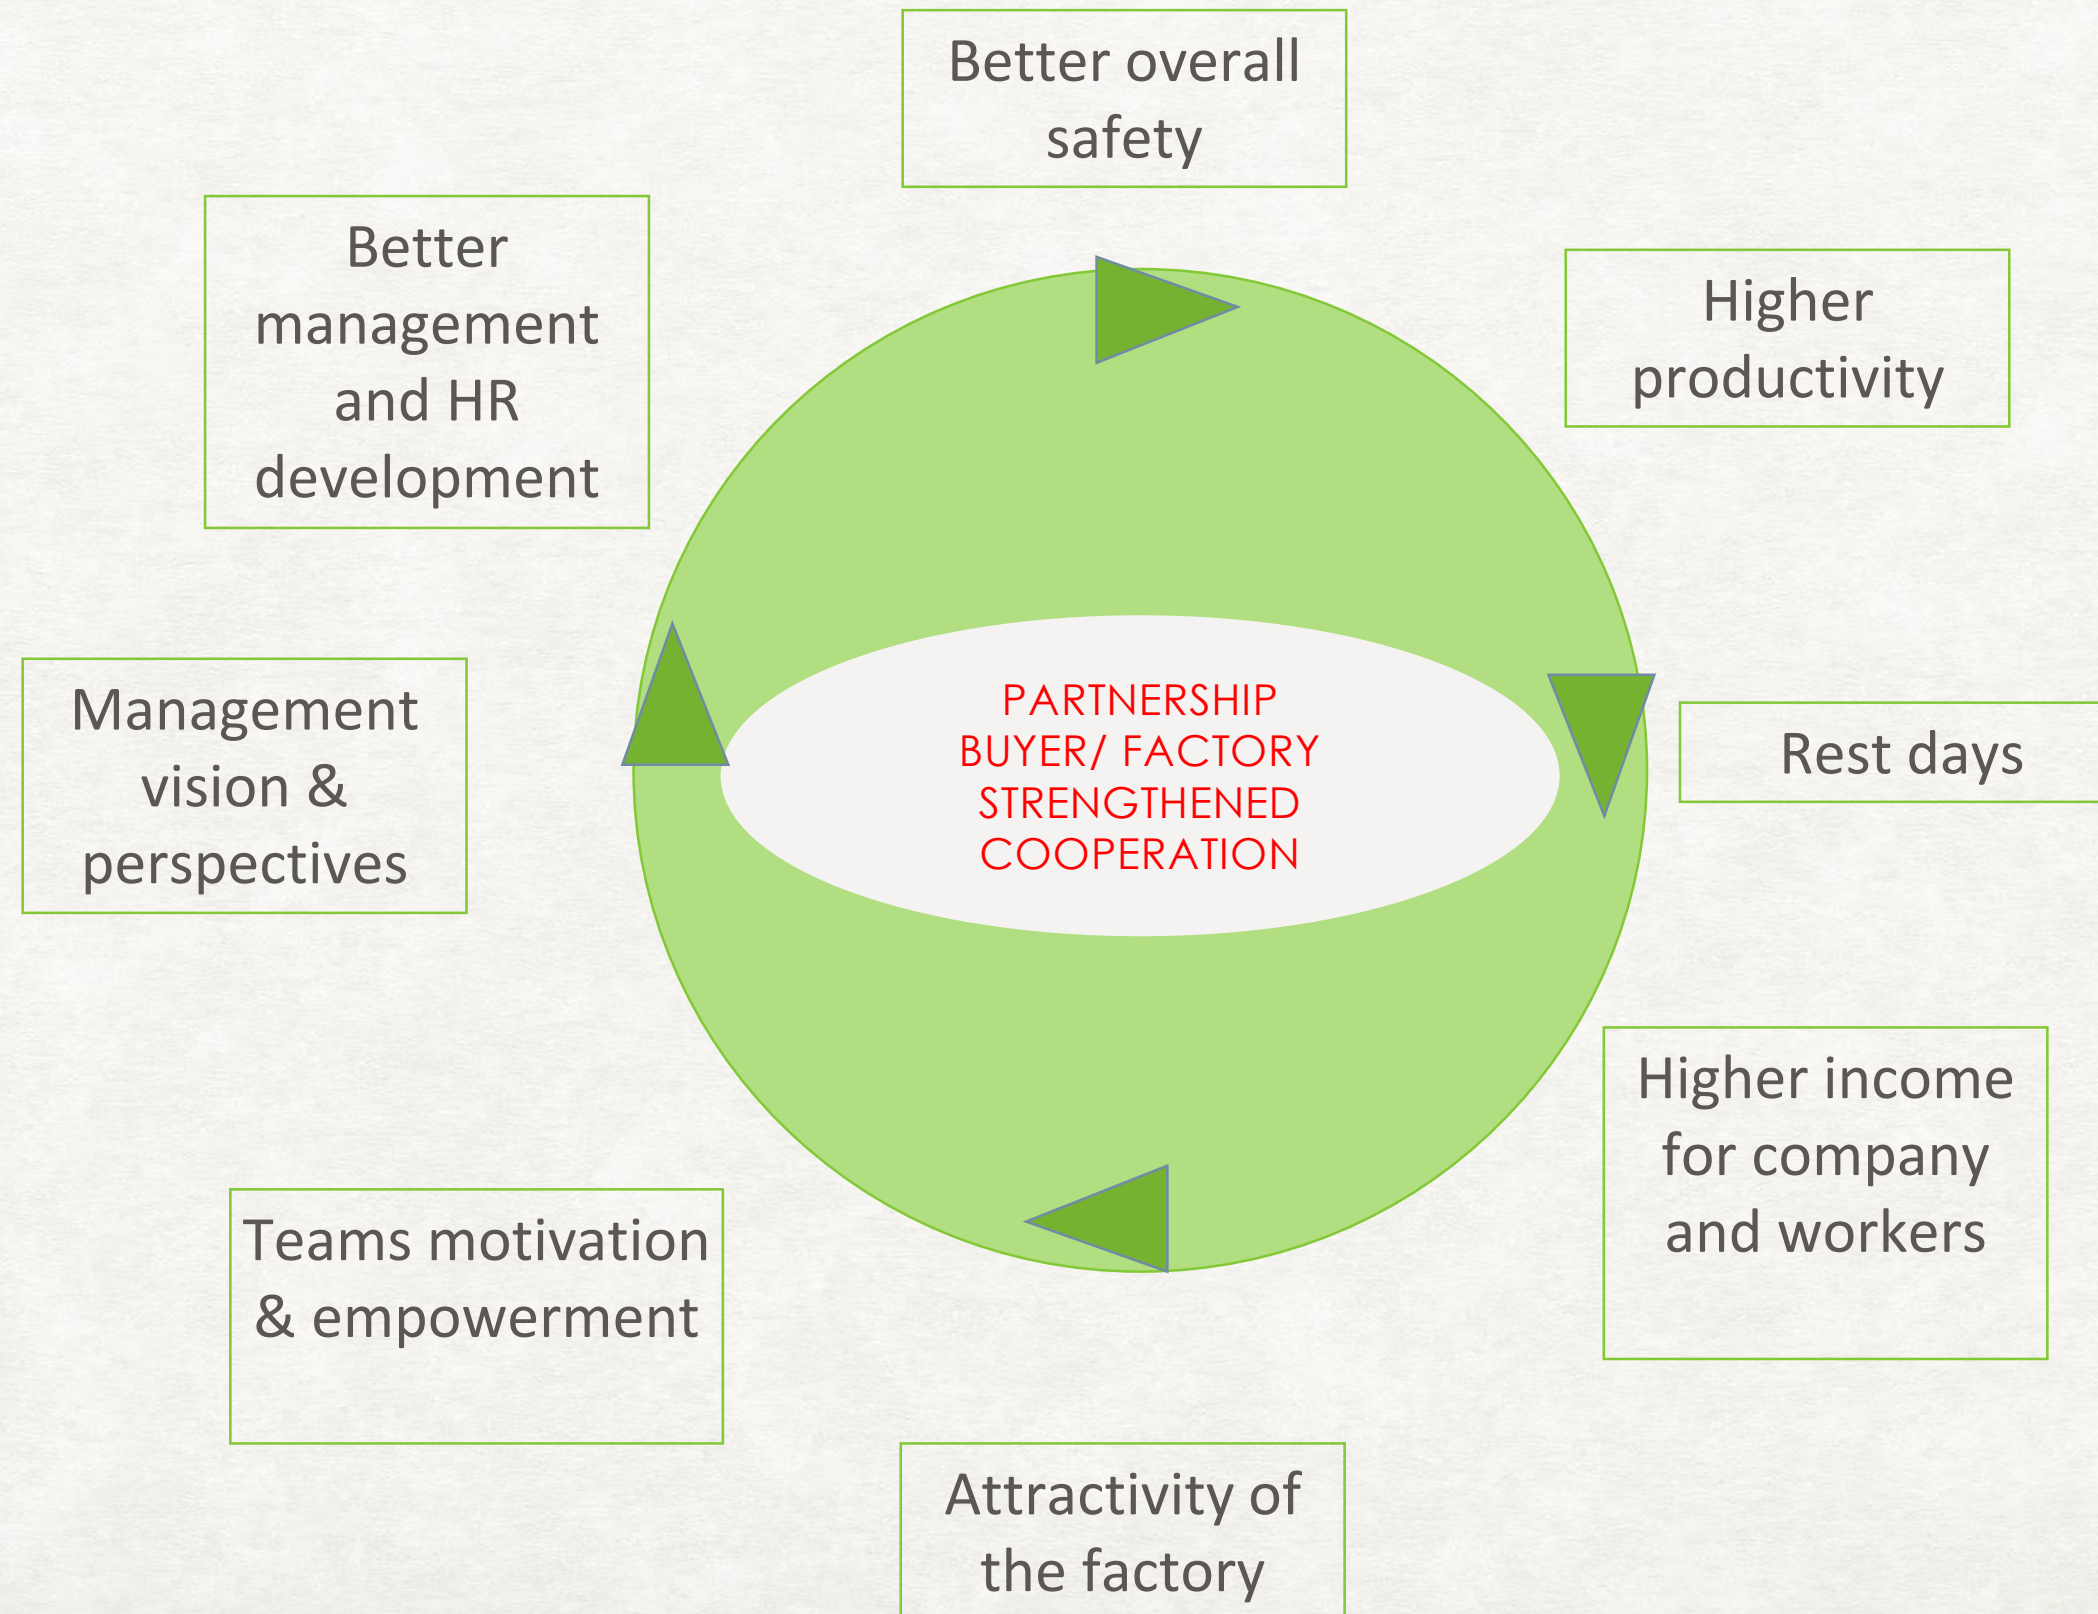 Better overall
safety
Better
management
and HR
development
Higher
productivity
Management
vision &
perspectives
PARTNERSHIP
BUYER/ FACTORY
STRENGTHENED
COOPERATION
Rest days
Higher income
for company
and workers
Teams motivation
& empowerment
Attractivity of
the factory